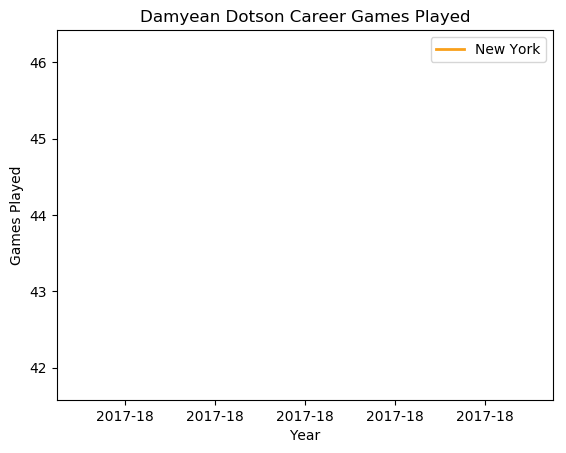 Damyean Dotson Career Games Played
New York
46
45
44
43
42
Games Played
2017-18 2017-18 2017-18 2017-18 2017-18
Year